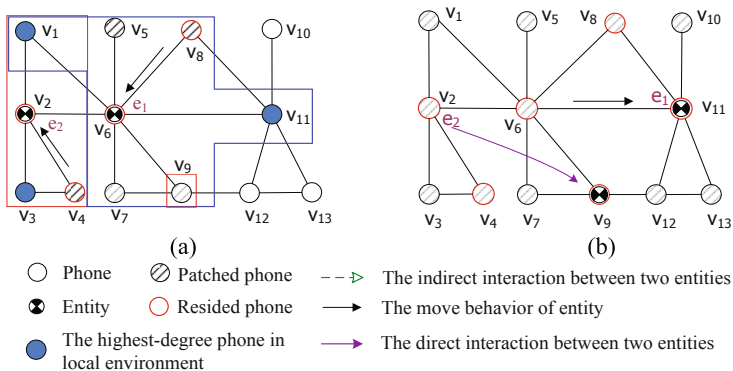 v1 v5 v8 v10
v2 e2 v6 e1 v11
v9
v3 v4 v7 v12 v13
(a)
v1 v5 v8 v10
v2 e2 v6 e1 v11
v3 v4 v7 v9 v12 v13
(b)
Phone
Patched phone
The indirect interaction between two entities
Entity
Resided phone
The move behavior of entity
The highest-degree phone in
local environment
The direct interaction between two entities